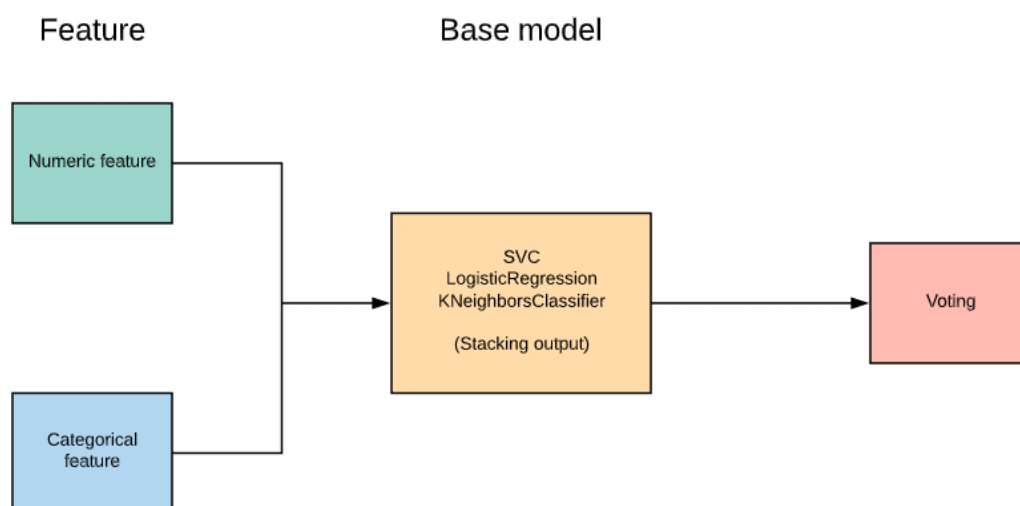 Feature
Base model
Numeric feature
SVC
LogisticRegression
KNeighborsClassifier
(Stacking output)
Voting
Categorical
feature